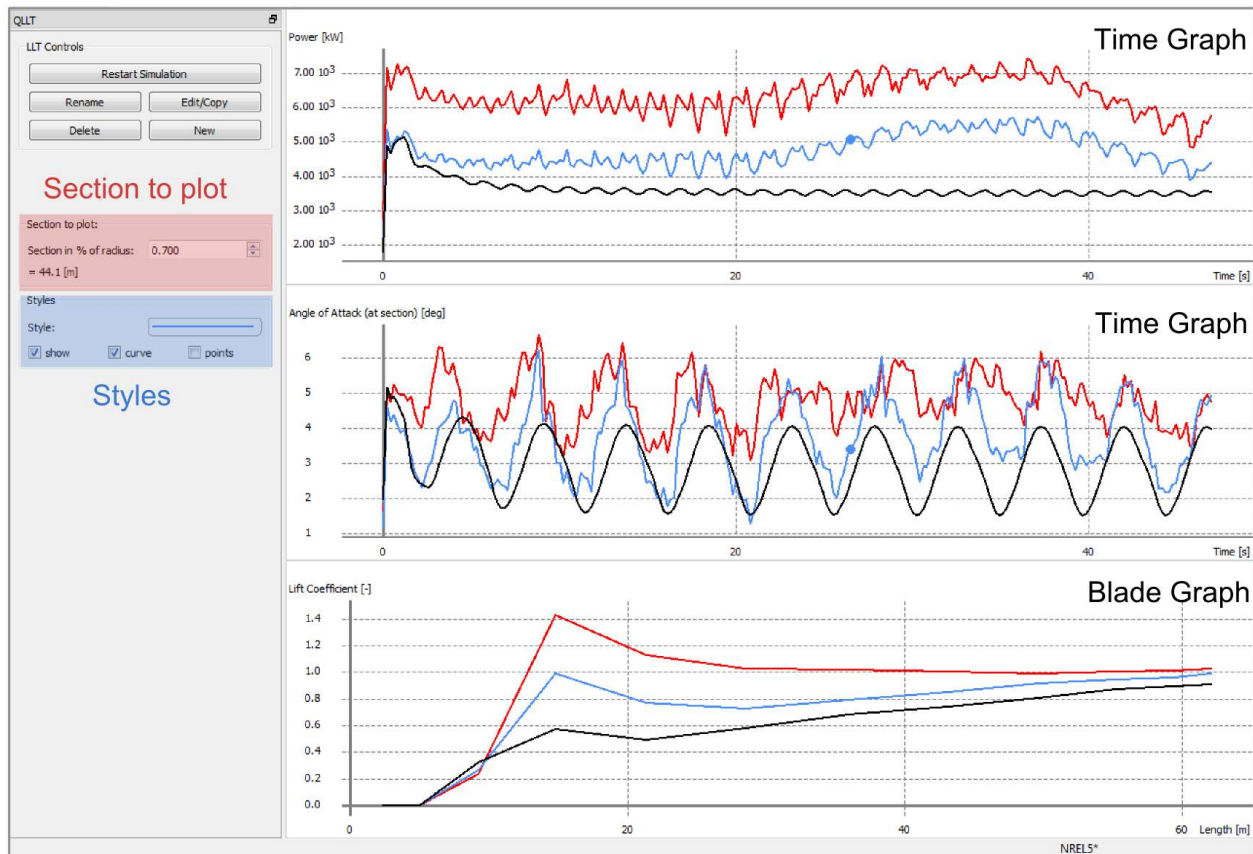 QLLT
LLT Controls
Restart Simulation
Rename Edit/Copy
Delete New
Section to plot
Section to plot:
Section in % of radius: 0.700
= 44.1 [m]
Styles
Style:
show curve points
Styles
Power [kW]
Time Graph
7.00 10³
6.00 10³
5.00 10³
4.00 10³
3.00 10³
2.00 10³
0 20 40 Time [s]
Angle of Attack (at section) [deg]
Time Graph
6
5
4
3
2
1
0 20 40 Time [s]
Lift Coefficient [-]
Blade Graph
1.4
1.2
1.0
0.8
0.6
0.4
0.2
0.0
0 20 40 60 Length [m]
NREL5*